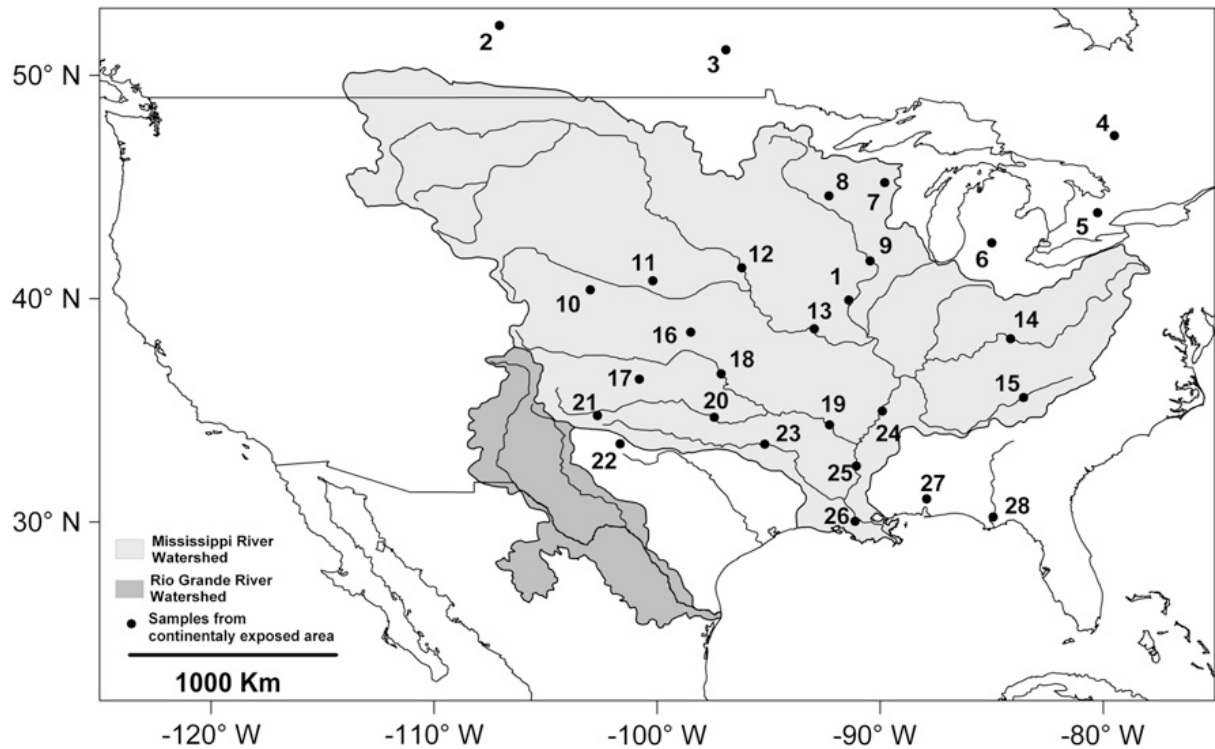 2
3
50° N
4
8
7
5
9
6
11
12
1
40° N
10
13
14
16
18
17
15
21
20
19
23
24
22
25
27
28
26
30° N
Mississippi River
Watershed
Rio Grande River
Watershed
Samples from
continentaly exposed area
1000 Km
-120° W
-110° W
-100° W
-90° W
-80° W